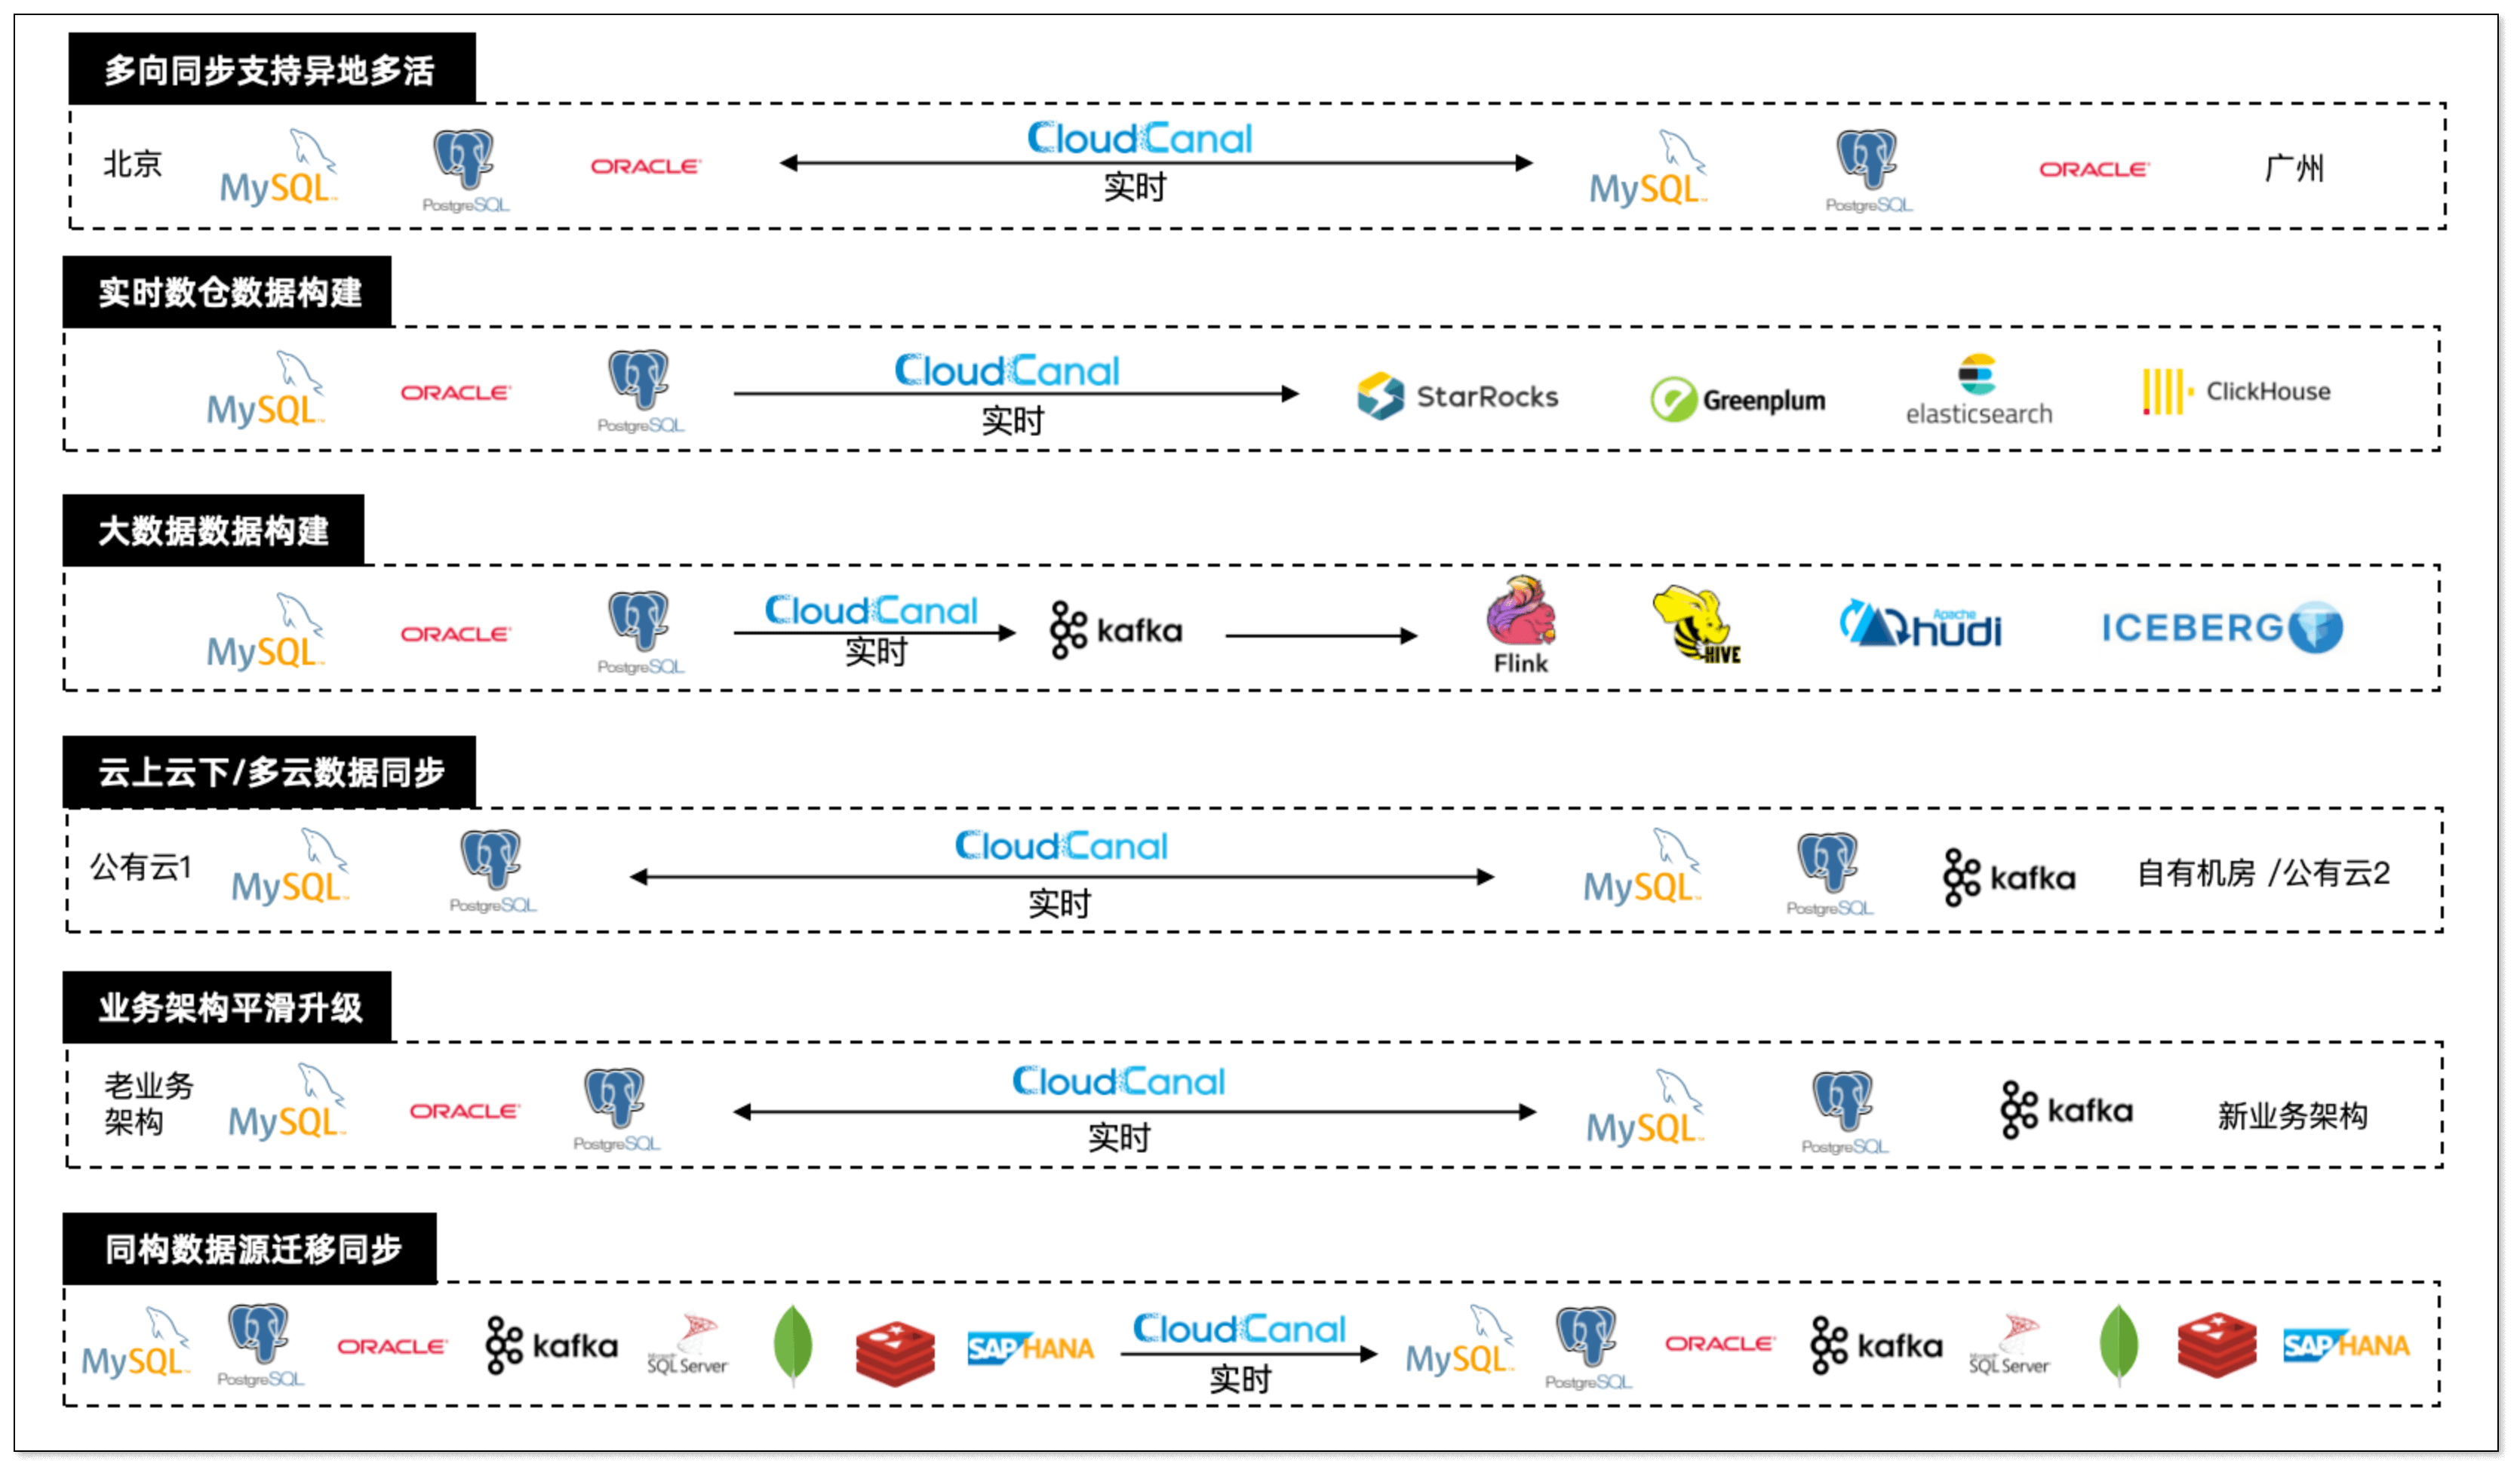 多向同步支持异地多活
北京 MySQL PostgreSQL ORACLE CloudCanal 实时 MySQL PostgreSQL ORACLE 广州
实时数仓数据构建
MySQL ORACLE PostgreSQL CloudCanal 实时 StarRocks Greenplum elasticsearch ClickHouse
大数据数据构建
MySQL ORACLE PostgreSQL CloudCanal 实时 kafka Flink HIVE Apache hudi ICEBERG
云上云下/多云数据同步
公有云1 MySQL PostgreSQL CloudCanal 实时 MySQL PostgreSQL kafka 自有机房 /公有云2
业务架构平滑升级
老业务
架构 MySQL ORACLE PostgreSQL CloudCanal 实时 MySQL PostgreSQL kafka 新业务架构
同构数据源迁移同步
MySQL PostgreSQL ORACLE kafka Microsoft SQL Server SAP HANA CloudCanal 实时 MySQL PostgreSQL ORACLE kafka Microsoft SQL Server SAP HANA